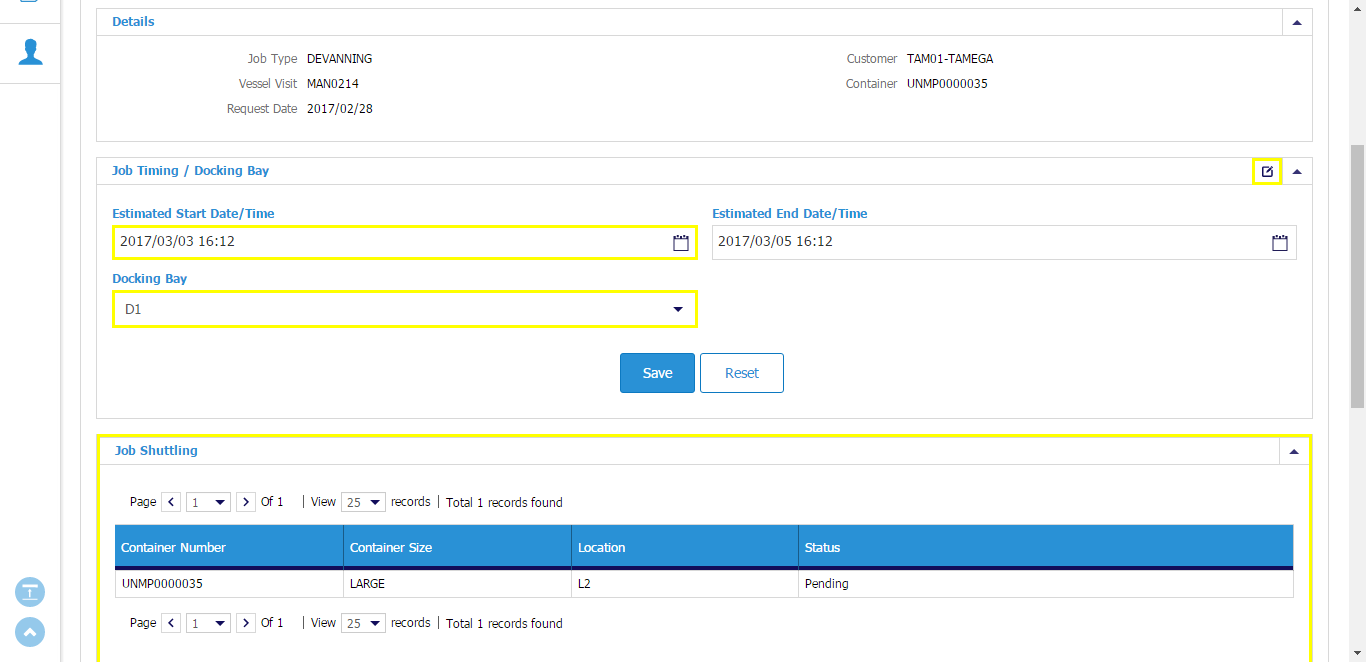 Details
Job Type DEVANNING Customer TAM01-TAMEGA
Vessel Visit MAN0214 Container UNMP0000035
Request Date 2017/02/28
Job Timing / Docking Bay
Estimated Start Date/Time Estimated End Date/Time
2017/03/03 16:12 2017/03/05 16:12
Docking Bay
D1
Save Reset
Job Shuttling
Page 1 Of 1 | View 25 records | Total 1 records found
Container Number Container Size Location Status
UNMP0000035 LARGE L2 Pending
Page 1 Of 1 | View 25 records | Total 1 records found